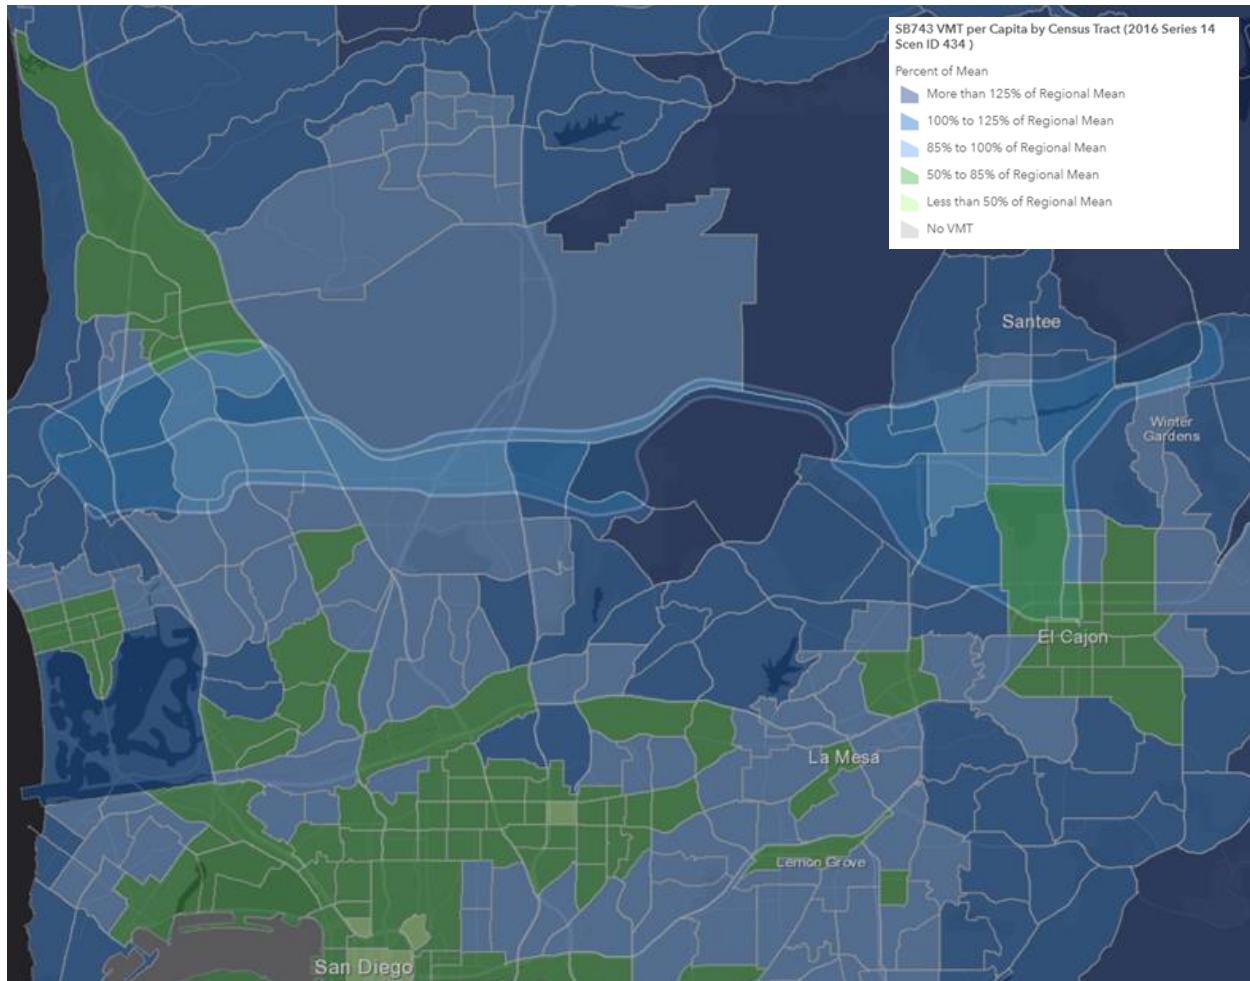 SB743 VMT per Capita by Census Tract (2016 Series 14
Scen ID 434 )
Percent of Mean
More than 125% of Regional Mean
100% to 125% of Regional Mean
85% to 100% of Regional Mean
50% to 85% of Regional Mean
Less than 50% of Regional Mean
No VMT
Santee
Winter
Gardens
El Cajon
La Mesa
Lemon Grove
San Diego